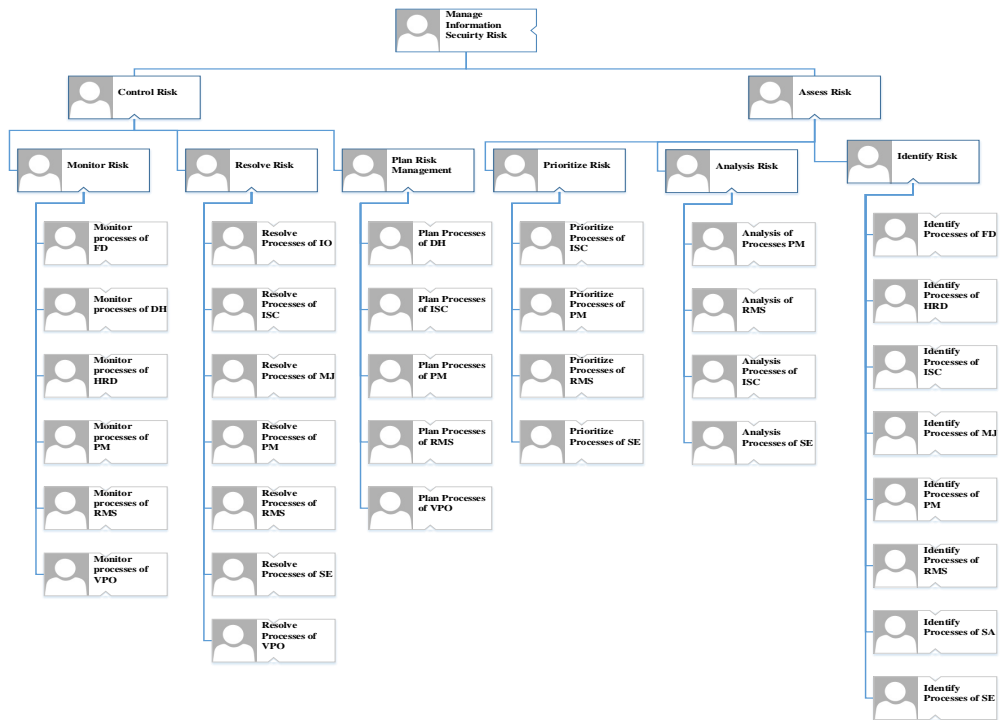 Manage
Information
Secuirty Risk
Control Risk
Assess Risk
Monitor Risk
Resolve Risk
Plan Risk
Management
Prioritize Risk
Analysis Risk
Identify Risk
Monitor
processes of
FD
Monitor
processes of DH
Monitor
processes of
HRD
Monitor
processes of
PM
Monitor
processes of
RMS
Monitor
processes of
VPO
Resolve
Processes of IO
Resolve
Processes of
ISC
Resolve
Processes of MJ
Resolve
Processes of
PM
Resolve
Processes of
RMS
Resolve
Processes of SE
Resolve
Processes of
VPO
Plan Processes
of DH
Plan Processes
of ISC
Plan Processes
of PM
Plan Processes
of RMS
Plan Processes
of VPO
Prioritize
Processes of
ISC
Prioritize
Processes of
PM
Prioritize
Processes of
RMS
Prioritize
Processes of SE
Analysis of
Processes PM
Analysis of
RMS
Analysis
Processes of
ISC
Analysis
Processes of SE
Identify
Processes of FD
Identify
Processes of
HRD
Identify
Processes of
ISC
Identify
Processes of MJ
Identify
Processes of
PM
Identify
Processes of
RMS
Identify
Processes of SA
Identify
Processes of SE